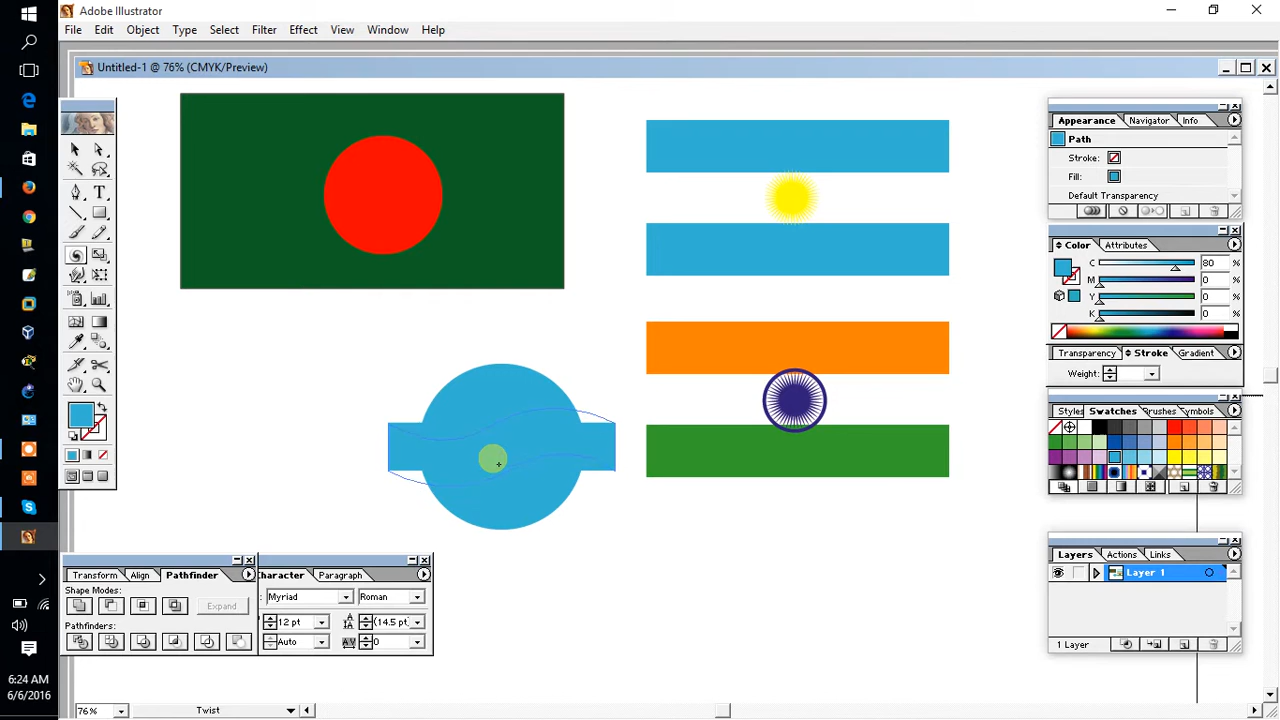 Adobe Illustrator
File Edit Object Type Select Filter Effect View Window Help
Untitled-1 @ 76% (CMYK/Preview)
Appearance Navigator Info
Path
Stroke:
Fill:
Default Transparency
Color Attributes
C 80 %
M 0 %
Y 0 %
K 0 %
Transparency Stroke Gradient
Weight:
Styles Swatches Brushes Symbols
Layers Actions Links
Layer 1
1 Layer
Transform Align Pathfinder
Shape Modes:
Expand
Pathfinders:
Character Paragraph
Myriad Roman
12 pt (14.5 pt)
Auto 0
6:24 AM
6/6/2016
76% Twist